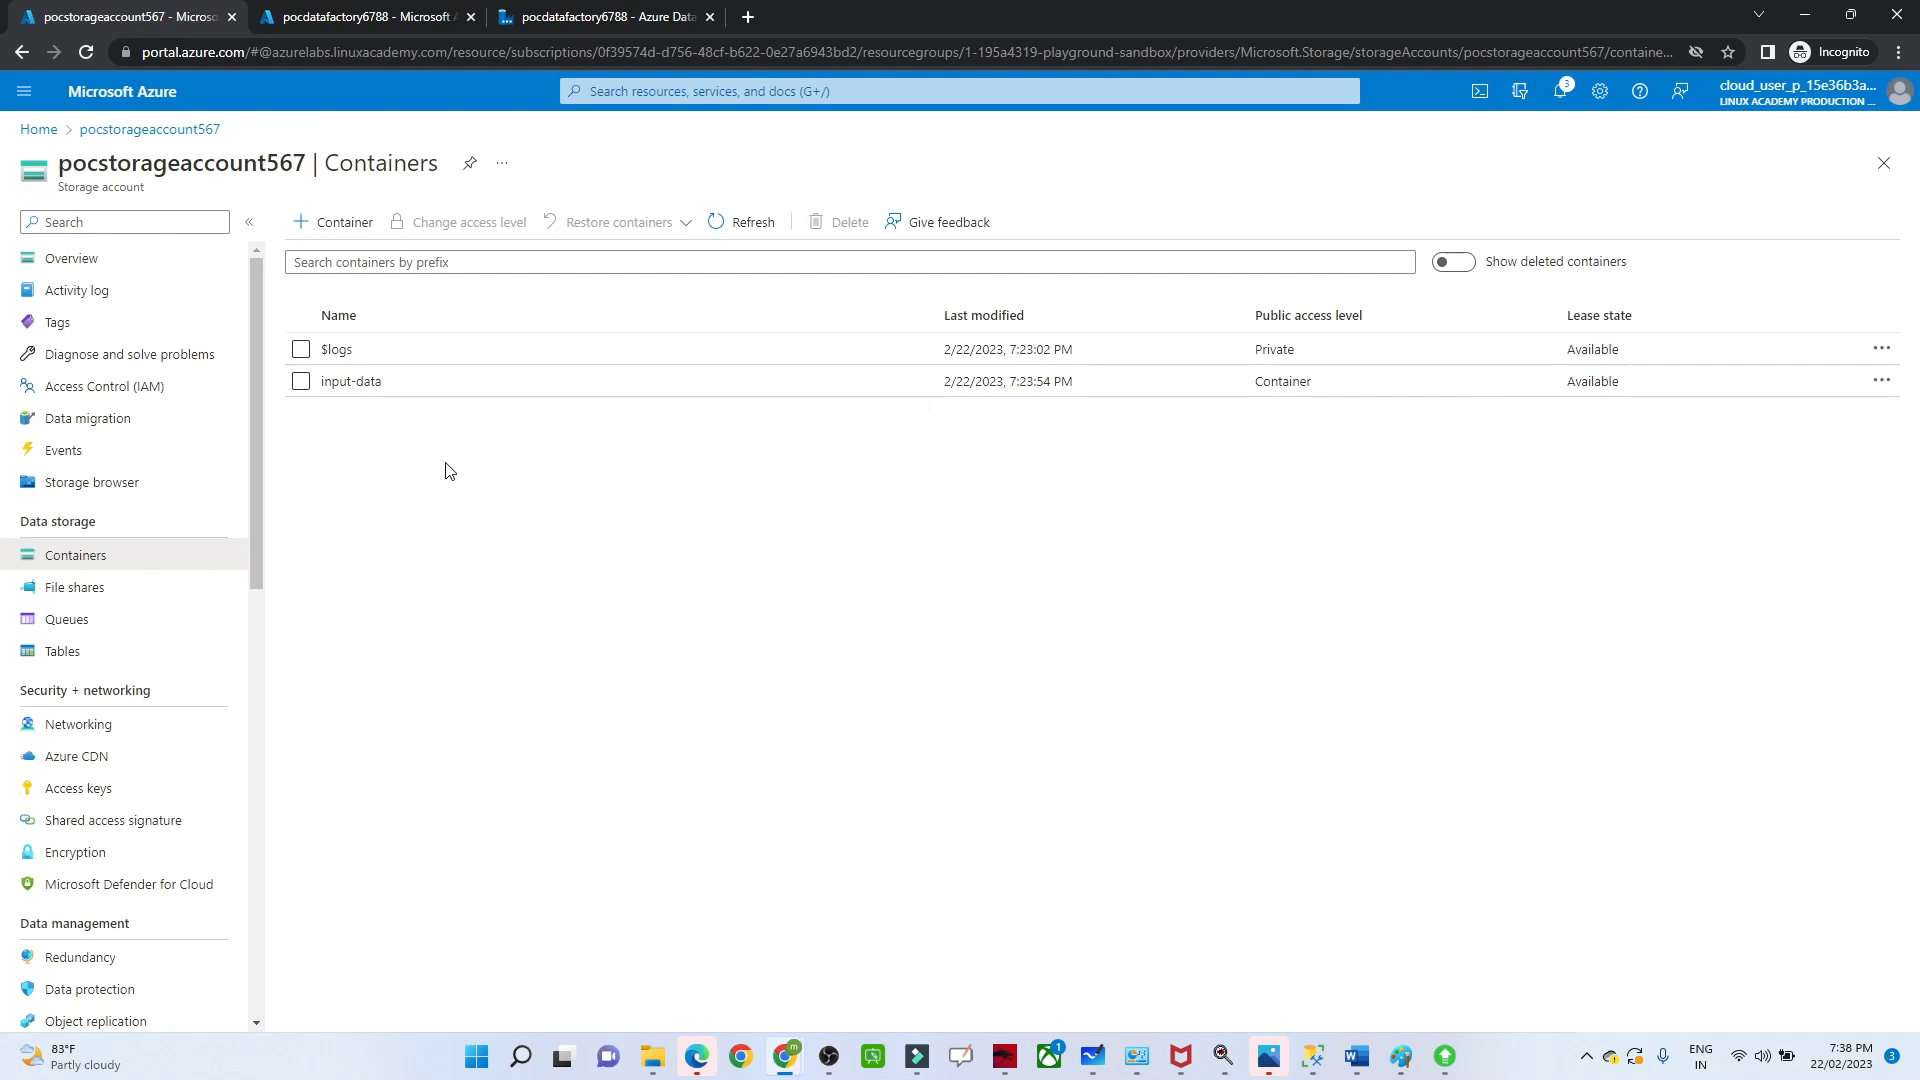 pocstorageaccount567 - Microso
pocdatafactory6788 - Microsoft A
pocdatafactory6788 - Azure Data
portal.azure.com/#@azurelabs.linuxacademy.com/resource/subscriptions/0f39574d-d756-48cf-b622-0e27a6943bd2/resourcegroups/1-195a4319-playground-sandbox/providers/Microsoft.Storage/storageAccounts/pocstorageaccount567/containe...
Incognito
Microsoft Azure
Search resources, services, and docs (G+/)
3
cloud_user_p_15e36b3a...
LINUX ACADEMY PRODUCTION ...
Home > pocstorageaccount567
pocstorageaccount567 | Containers
Storage account
Search
Container
Change access level
Restore containers
Refresh
Delete
Give feedback
Search containers by prefix
Show deleted containers
Name Last modified Public access level Lease state
$logs 2/22/2023, 7:23:02 PM Private Available
input-data 2/22/2023, 7:23:54 PM Container Available
Overview
Activity log
Tags
Diagnose and solve problems
Access Control (IAM)
Data migration
Events
Storage browser
Data storage
Containers
File shares
Queues
Tables
Security + networking
Networking
Azure CDN
Access keys
Shared access signature
Encryption
Microsoft Defender for Cloud
Data management
Redundancy
Data protection
Object replication
83°F
Partly cloudy
1
ENG
IN
7:38 PM
22/02/2023
3